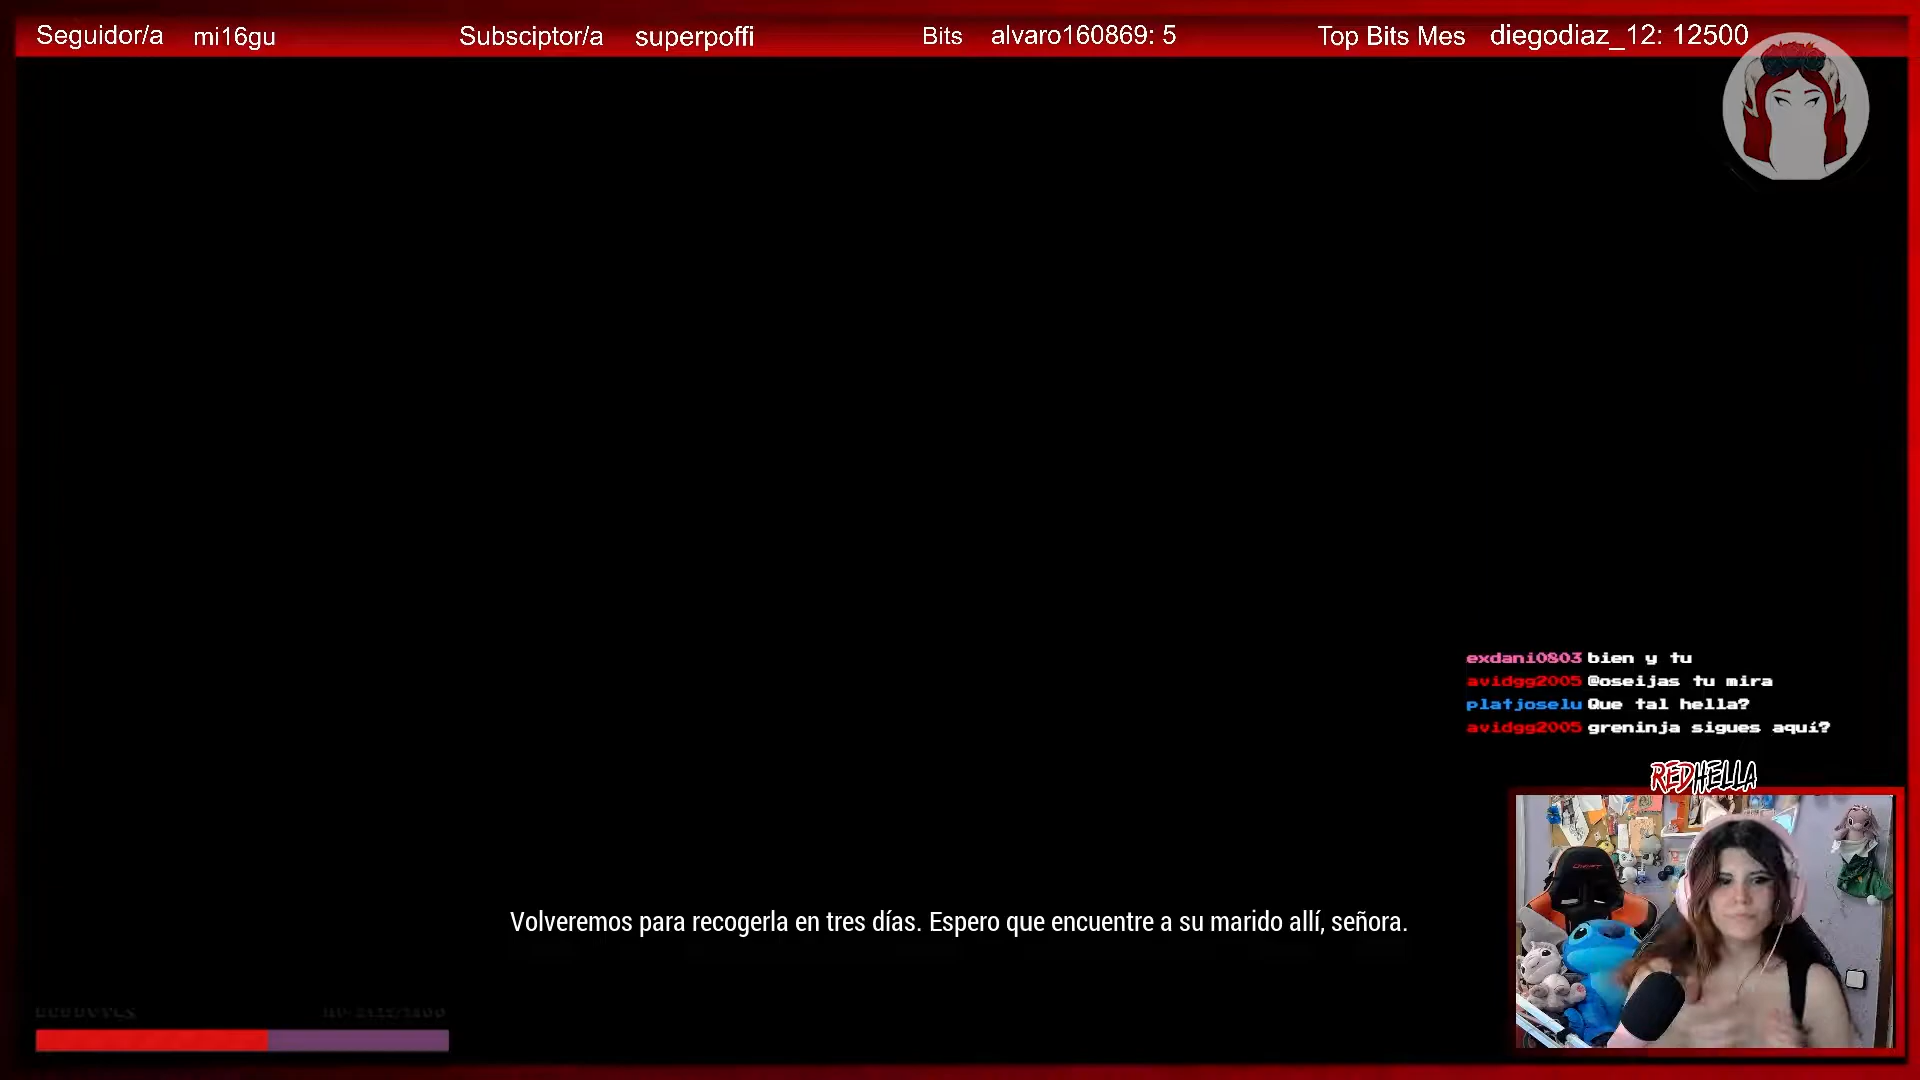 Seguidor/a mi16gu Subsciptor/a superpoffi Bits alvaro160869: 5 Top Bits Mes diegodiaz_12: 12500
exdani0803 bien y tu
avidgg2005 @oseijas tu mira
platjoselu Que tal hella?
avidgg2005 greninja sigues aquí?
REDHELLA
Volveremos para recogerla en tres días. Espero que encuentre a su marido allí, señora.